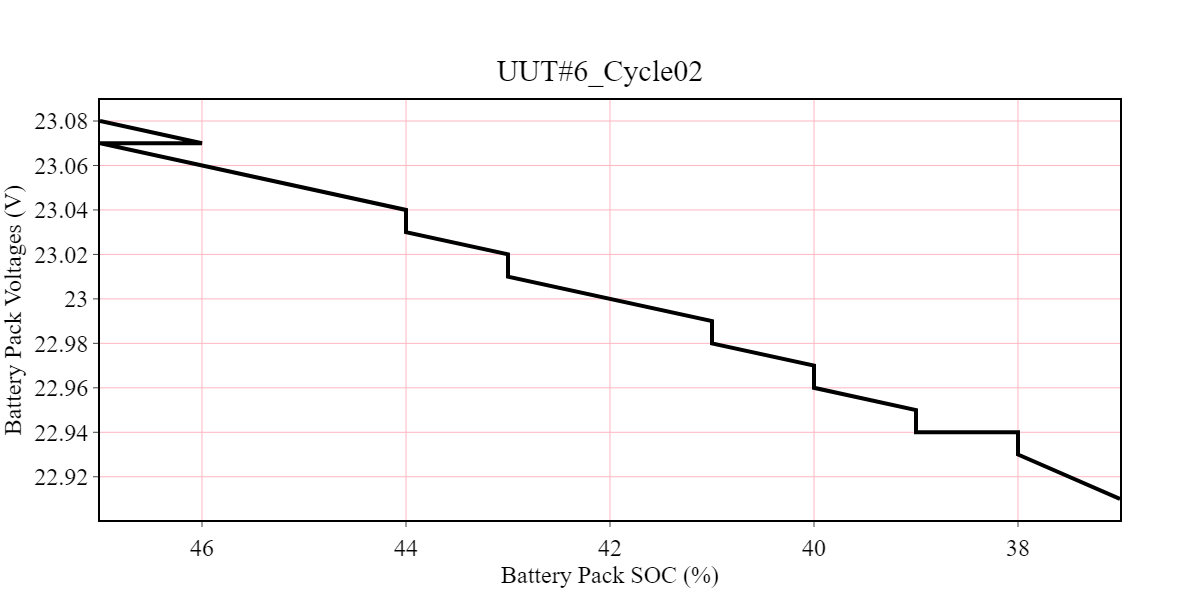 UUT#6_Cycle02
Battery Pack Voltages (V)
23.08
23.06
23.04
23.02
23
22.98
22.96
22.94
22.92
46 44 42 40 38
Battery Pack SOC (%)